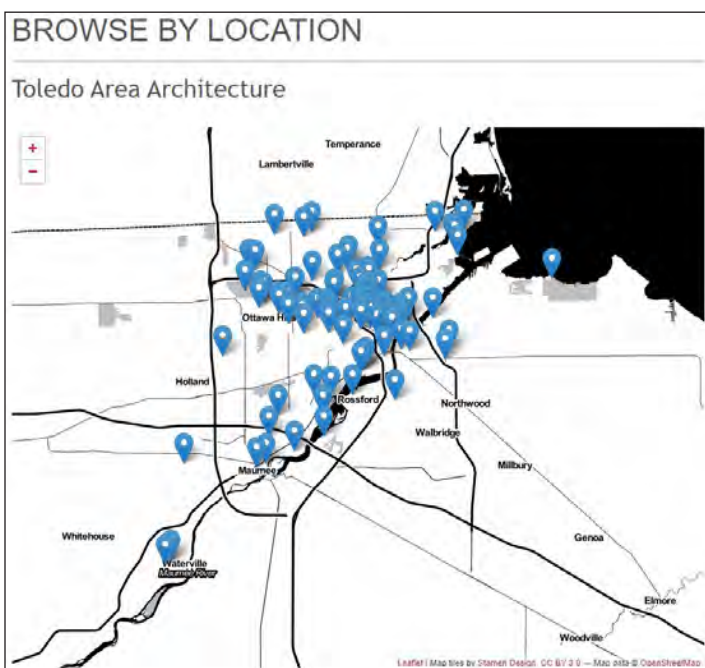 BROWSE BY LOCATION
Toledo Area Architecture
+
−
Temperance
Lambertville
Ottawa Hills
Holland
Rossford
Northwood
Walbridge
Maumee
Millbury
Whitehouse
Genoa
Waterville
Maumee River
Elmore
Woodville
Leaflet | Map tiles by Stamen Design, CC BY 3.0 — Map data © OpenStreetMap